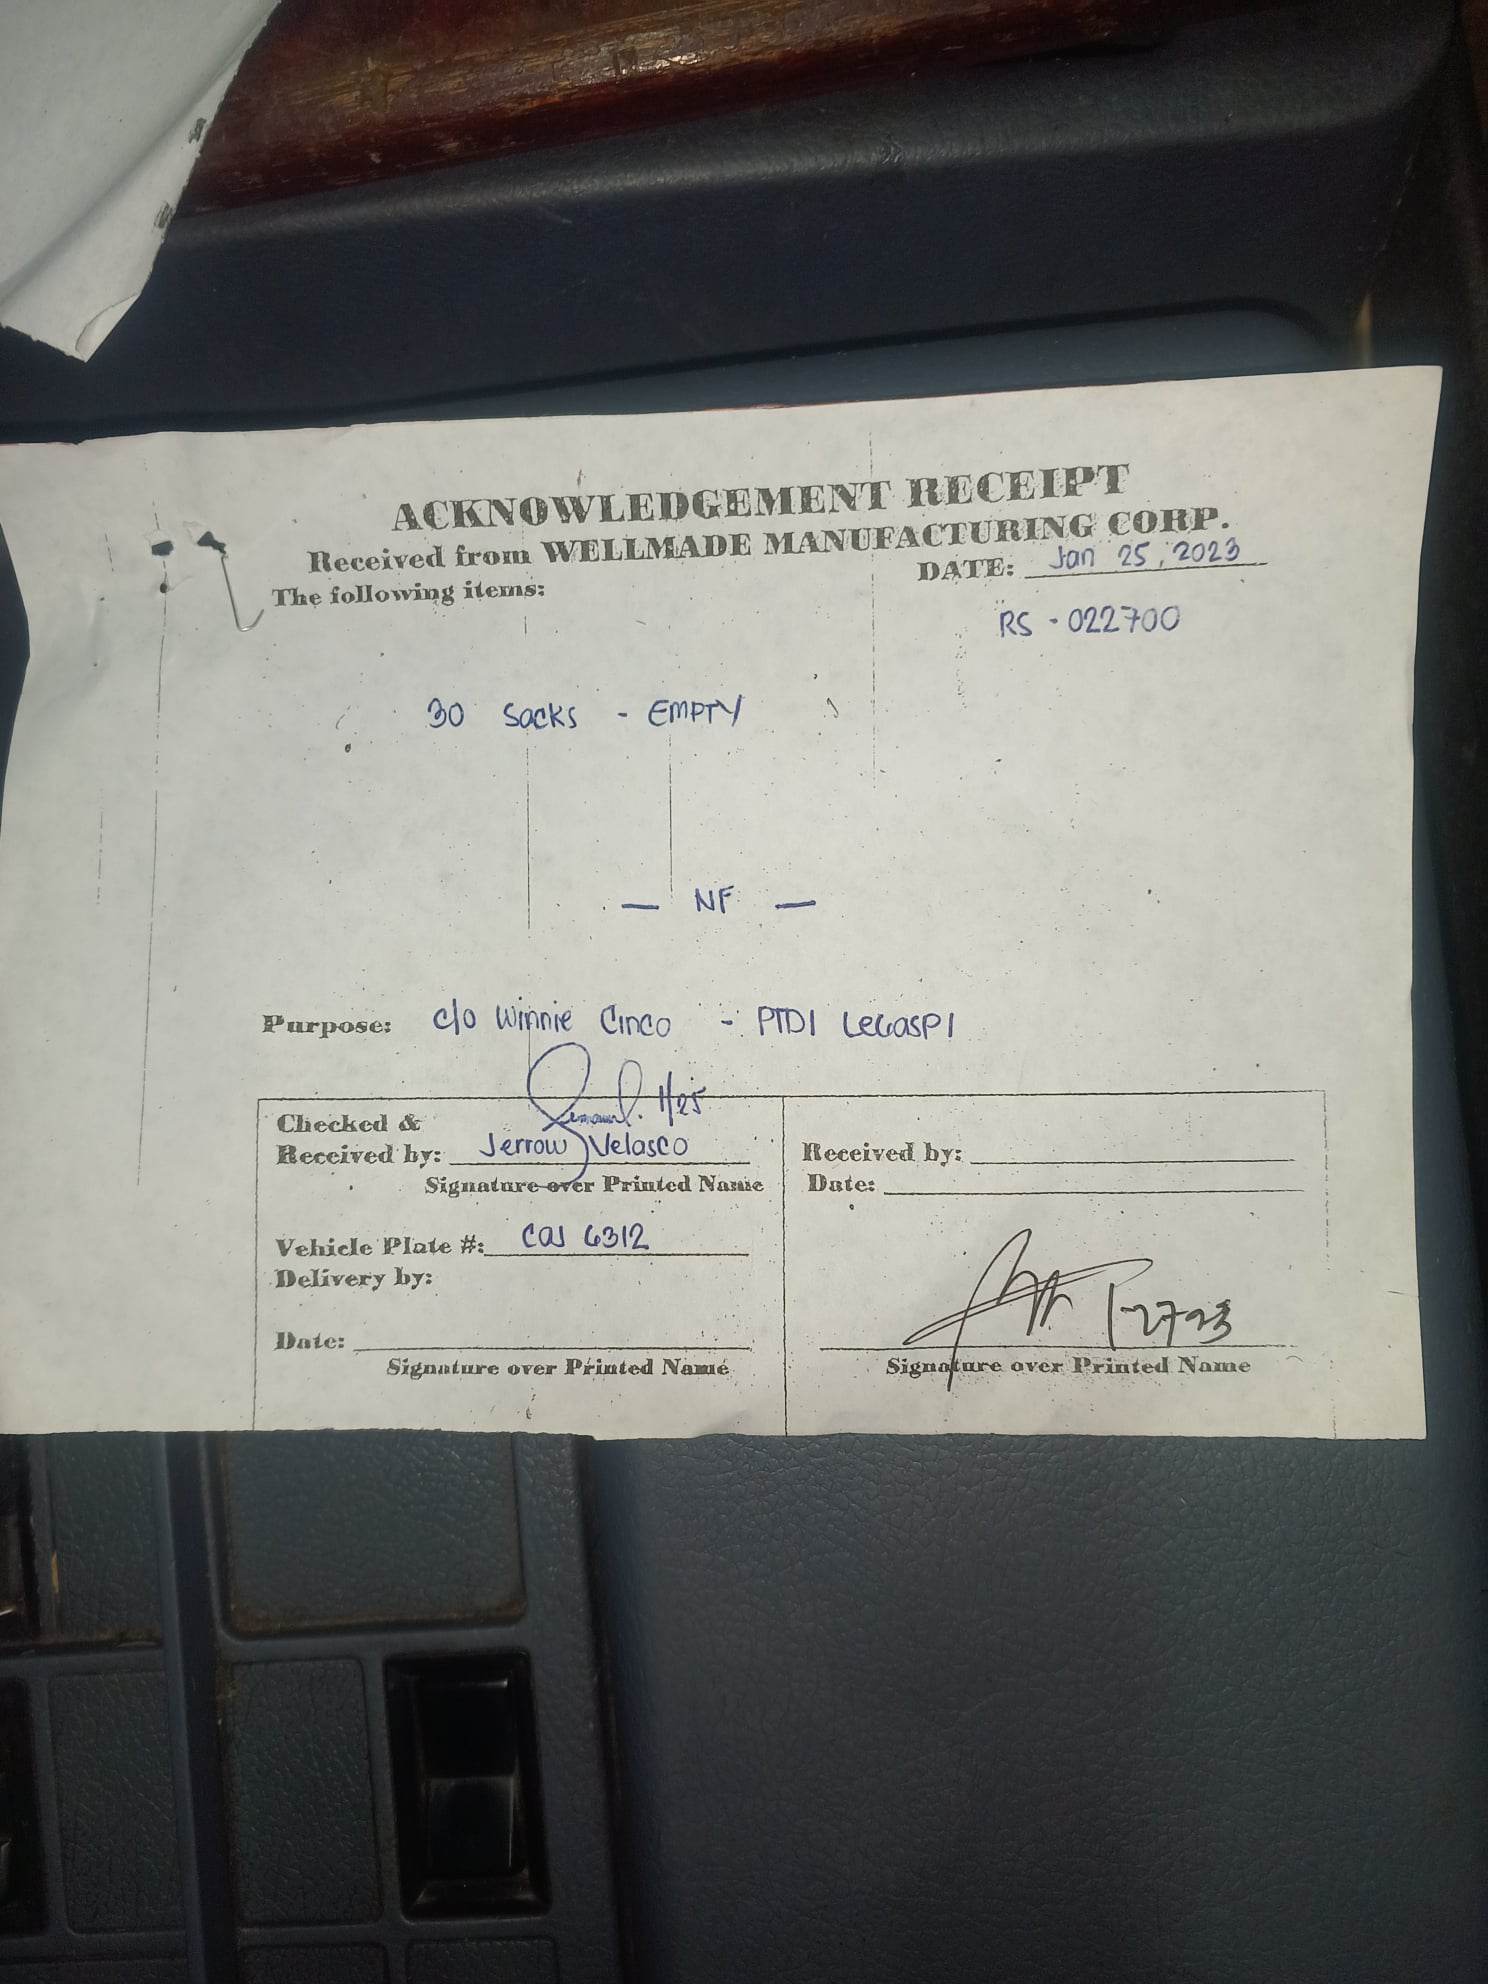 ACKNOWLEDGEMENT RECEIPT
Received from WELLMADE MANUFACTURING CORP.
DATE: Jan 25, 2023
The following items:
RS - 022700
30 Sacks - EMPTY
— NF —
Purpose: c/o Winnie Cinco - PTDI LEGASPI
1/25
Checked &
Received by: Jerrow Velasco
Signature over Printed Name
Vehicle Plate #: CAJ 6312
Delivery by:
Date:
Signature over Printed Name
Received by:
Date:
1-27-23
Signature over Printed Name